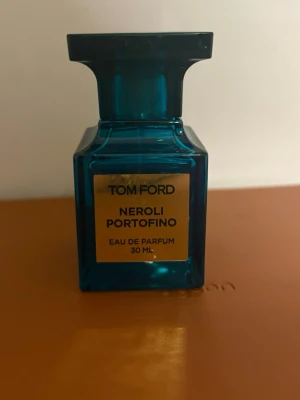 TOM FORD
NEROLI
PORTOFINO
EAU DE PARFUM
30 ML